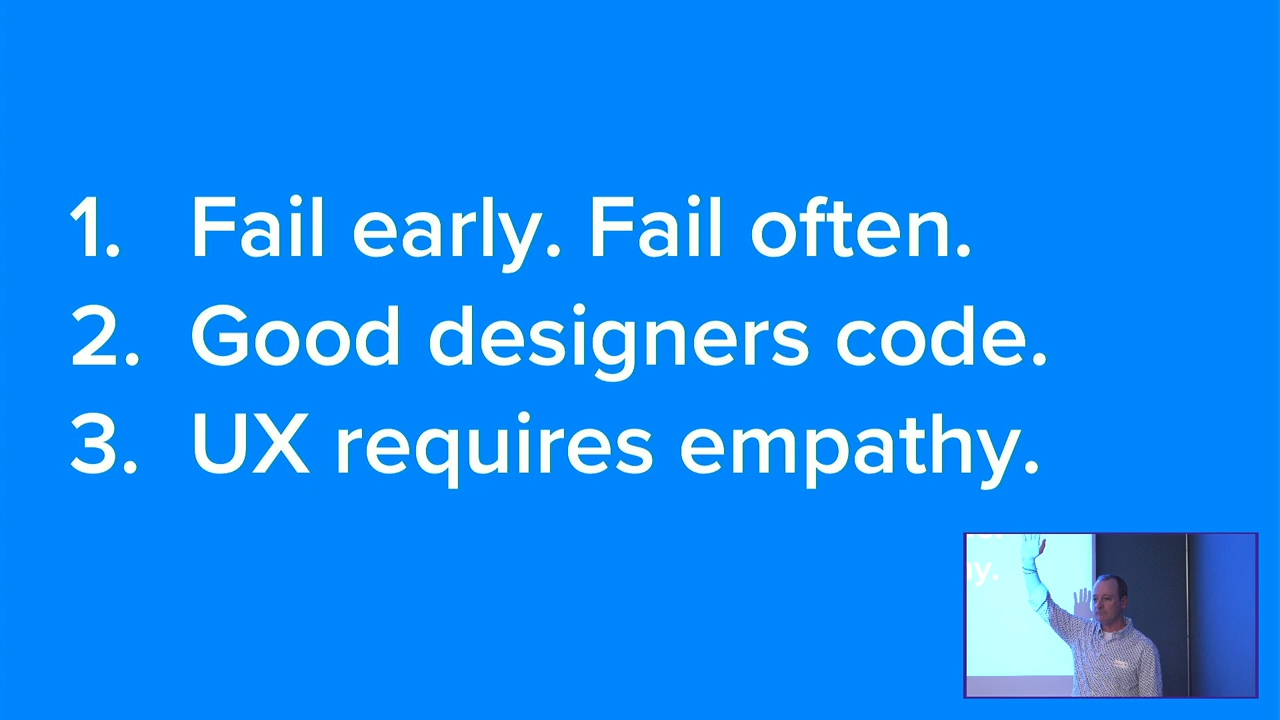 1. Fail early. Fail often.
2. Good designers code.
3. UX requires empathy.
y.